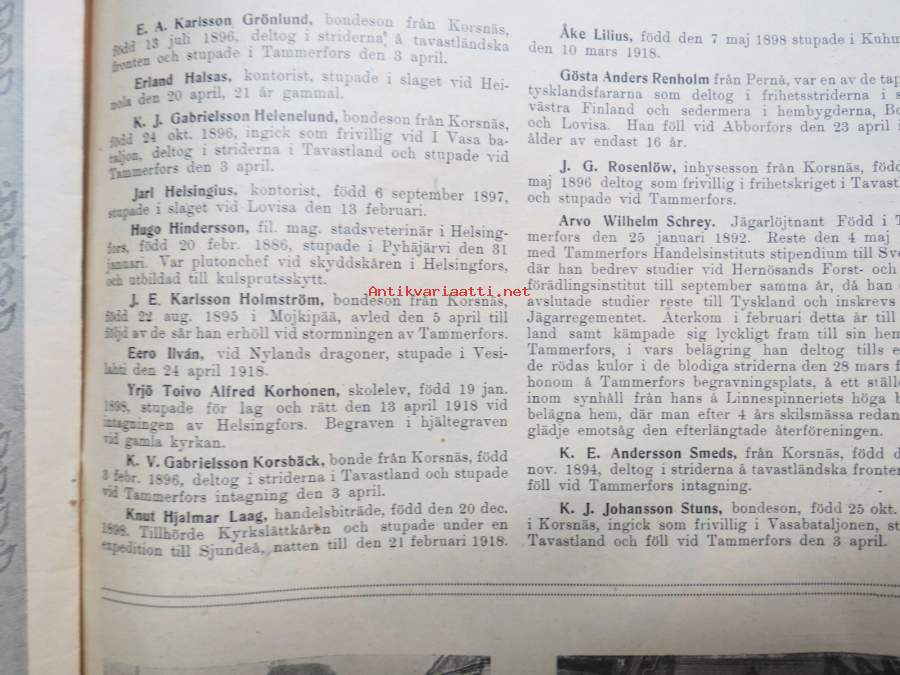 E. A. Karlsson Grönlund, bondeson från Korsnäs,
född 13 juli 1896, deltog i striderna å tavastländska
fronten och stupade i Tammerfors den 3 april.
Erland Halsas, kontorist, stupade i slaget vid Hei-
nola den 20 april, 21 år gammal.
K. J. Gabrielsson Helenelund, bondeson från Korsnäs,
född 24 okt. 1896, ingick som frivillig vid I Vasa ba-
taljon, deltog i striderna i Tavastland och stupade vid
Tammerfors den 3 april.
Jarl Helsingius, kontorist, född 6 september 1897,
stupade i slaget vid Lovisa den 13 februari.
Hugo Hindersson, fil. mag. stadsveterinär i Helsing-
fors, född 20 febr. 1886, stupade i Pyhäjärvi den 31
januari. Var plutonchef vid skyddskåren i Helsingfors,
och utbildad till kulsprutsskytt.
J. E. Karlsson Holmström, bondeson från Korsnäs,
född 22 aug. 1895 i Mojkipää, avled den 5 april till
följd av de sår han erhöll vid stormningen av Tammerfors.
Eero Ilván, vid Nylands dragoner, stupade i Vesi-
lahti den 24 april 1918.
Yrjö Toivo Alfred Korhonen, skolelev, född 19 jan.
1898, stupade för lag och rätt den 13 april 1918 vid
intagningen av Helsingfors. Begraven i hjältegraven
vid gamla kyrkan.
K. V. Gabrielsson Korsbäck, bonde från Korsnäs, född
3 febr. 1896, deltog i striderna i Tavastland och stupade
vid Tammerfors intagning den 3 april.
Knut Hjalmar Laag, handelsbiträde, född den 20 dec.
1898. Tillhörde Kyrkslättkåren och stupade under en
expedition till Sjundeå, natten till den 21 februari 1918.
Åke Lilius, född den 7 maj 1898 stupade i Kuhm
den 10 mars 1918.
Gösta Anders Renholm från Pernå, var en av de tap
tysklandsfararna som deltog i frihetsstriderna i s
västra Finland och sedermera i hembygderna, Bo
och Lovisa. Han föll vid Abborfors den 23 april i
ålder av endast 16 år.
J. G. Rosenlöw, inhysesson från Korsnäs, född
maj 1896 deltog som frivillig i frihetskriget i Tavast
och stupade vid Tammerfors.
Arvo Wilhelm Schrey. Jägarlöjtnant Född i T
merfors den 25 januari 1892. Reste den 4 maj
med Tammerfors Handelsinstituts stipendium till Sve
där han bedrev studier vid Hernösands Forst- och
förädlingsinstitut till september samma år, då han
avslutade studier reste till Tyskland och inskrevs
Jägarregementet. Återkom i februari detta år till
land samt kämpade sig lyckligt fram till sin hem
Tammerfors, i vars belägring han deltog tills e
de rödas kulor i de blodiga striderna den 28 mars f
honom å Tammerfors begravningsplats, å ett ställe
inom synhåll från hans å Linnespinneriets höga b
belägna hem, där man efter 4 års skilsmässa redan
glädje emotsåg den efterlängtade återföreningen.
K. E. Andersson Smeds, från Korsnäs, född d
nov. 1894, deltog i striderna å tavastländska fronten
föll vid Tammerfors intagning.
K. J. Johansson Stuns, bondeson, född 25 okt.
i Korsnäs, ingick som frivillig i Vasabataljonen, st
Tavastland och föll vid Tammerfors den 3 april.
Antikvariaatti.net